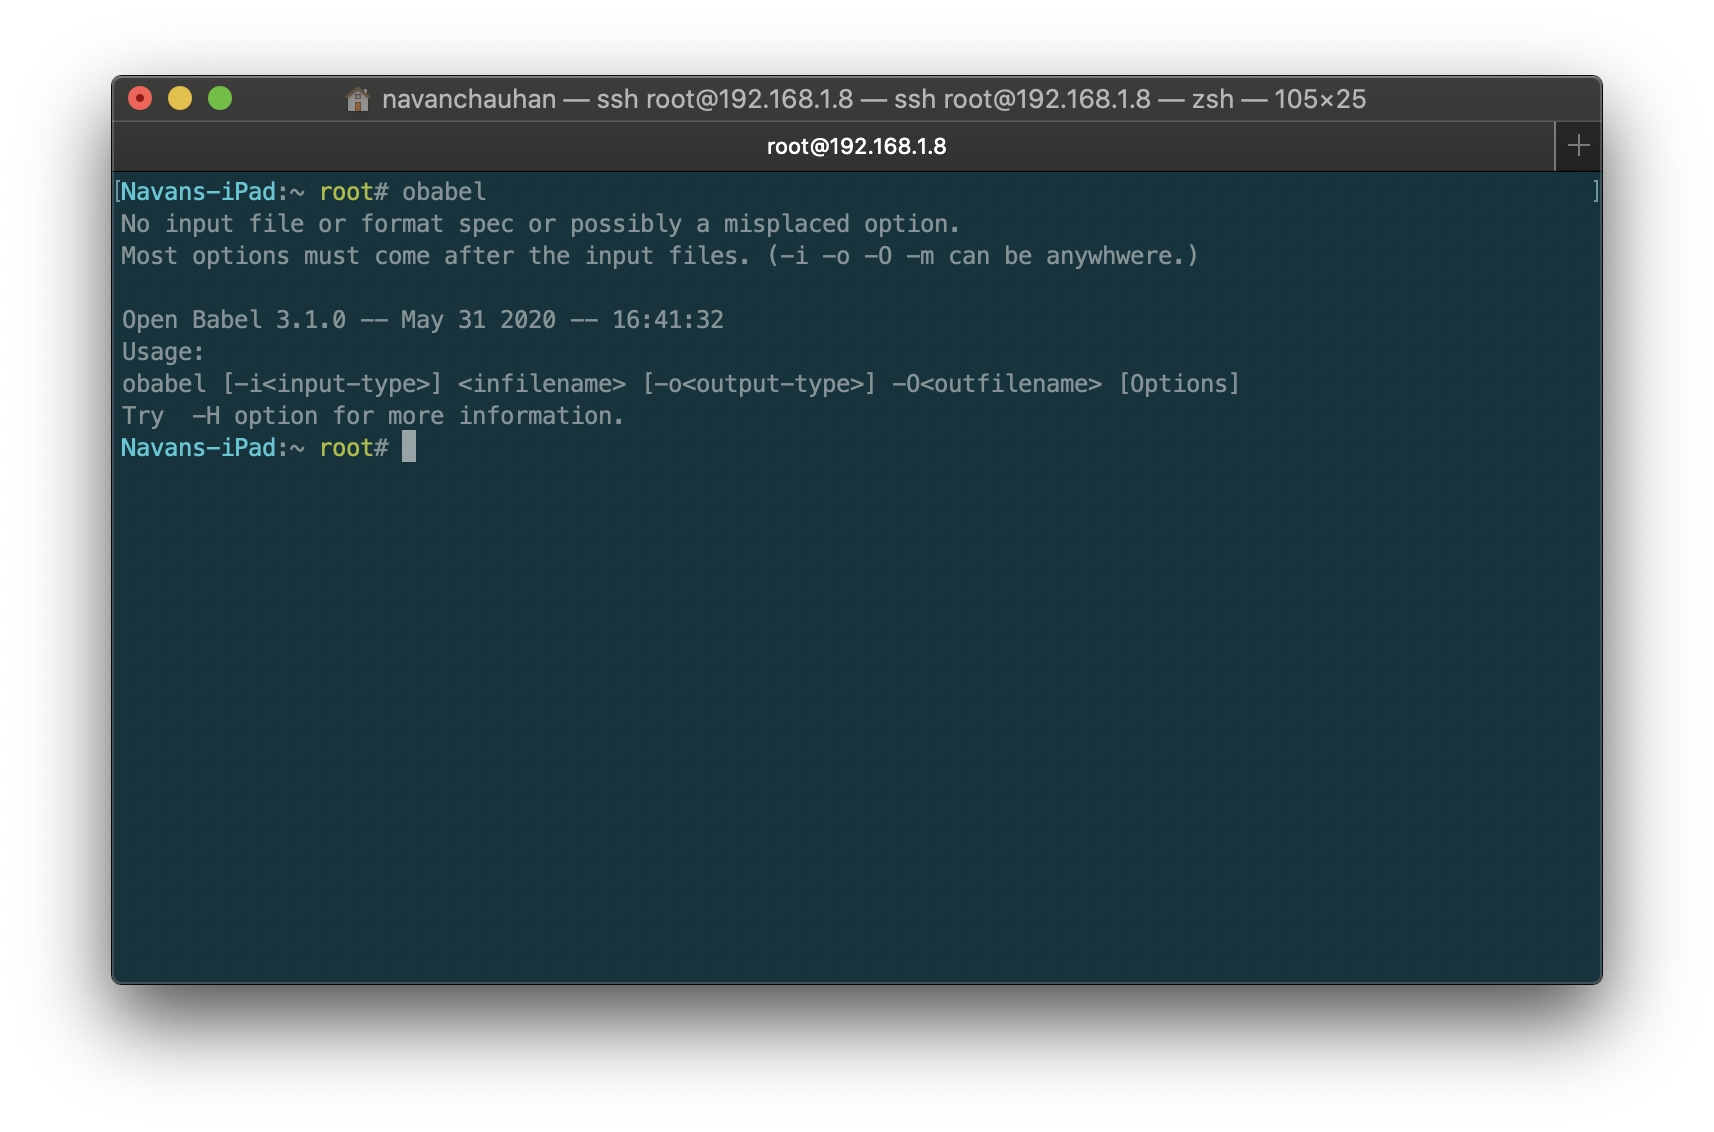 navanchauhan — ssh root@192.168.1.8 — ssh root@192.168.1.8 — zsh — 105×25
root@192.168.1.8
[Navans-iPad:~ root# obabel ]
No input file or format spec or possibly a misplaced option.
Most options must come after the input files. (-i -o -O -m can be anywhwere.)
Open Babel 3.1.0 -- May 31 2020 -- 16:41:32
Usage:
obabel [-i<input-type>] <infilename> [-o<output-type>] -O<outfilename> [Options]
Try  -H option for more information.
Navans-iPad:~ root#